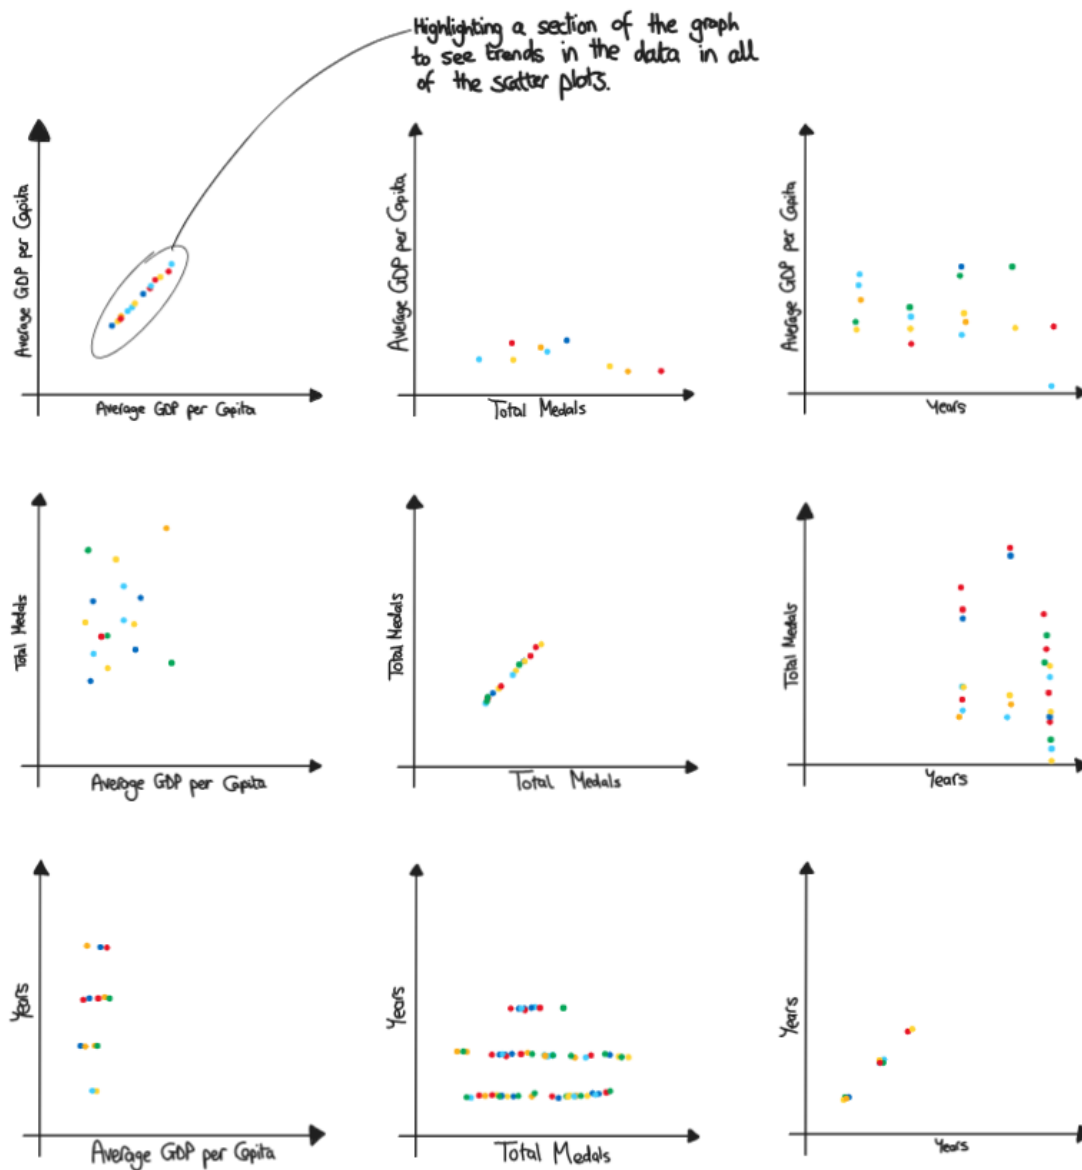 Highlighting a section of the graph
to see trends in the data in all
of the scatter plots.
Average GDP per Capita
Average GDP per Capita
Average GDP per Capita
Total Medals
Average GDP per Capita
Years
Total Medals
Average GDP per Capita
Total Medals
Total Medals
Total Medals
Years
Years
Average GDP per Capita
Years
Total Medals
Years
Years